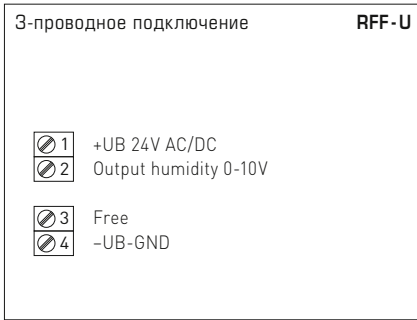 3-проводное подключение RFF-U
1 +UB 24V AC/DC
2 Output humidity 0-10V
3 Free
4 –UB-GND